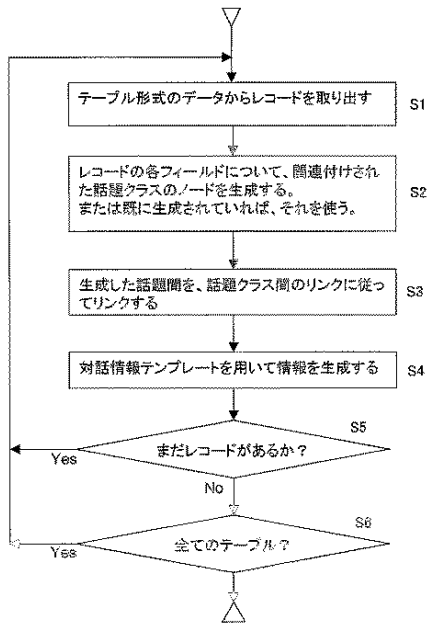 テーブル形式のデータからレコードを取り出す
S1
レコードの各フィールドについて、関連付けされ
た話題クラスのノードを生成する。
または既に生成されていれば、それを使う。
S2
生成した話題間を、話題クラス間のリンクに従っ
てリンクする
S3
対話情報テンプレートを用いて情報を生成する
S4
S5
まだレコードがあるか？
Yes
No
S6
全てのテーブル？
Yes